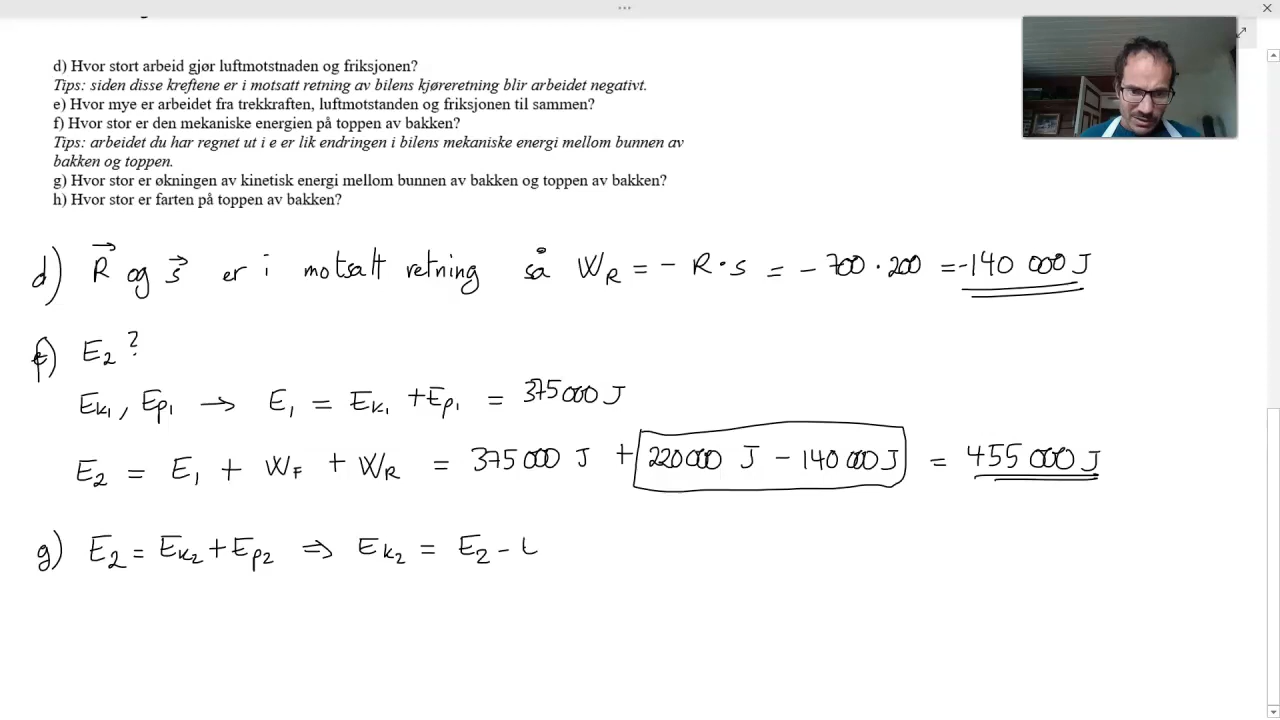 d) Hvor stort arbeid gjør luftmotstnaden og friksjonen?
Tips: siden disse kreftene er i motsatt retning av bilens kjøreretning blir arbeidet negativt.
e) Hvor mye er arbeidet fra trekkraften, luftmotstanden og friksjonen til sammen?
f) Hvor stor er den mekaniske energien på toppen av bakken?
Tips: arbeidet du har regnet ut i e er lik endringen i bilens mekaniske energi mellom bunnen av
bakken og toppen.
g) Hvor stor er økningen av kinetisk energi mellom bunnen av bakken og toppen av bakken?
h) Hvor stor er farten på toppen av bakken?
d) R⃗ og s⃗ er i motsatt retning så W_R = - R · s = - 700 · 200 = -140 000 J
f) E₂ ?
E_k₁, E_p₁ → E₁ = E_k₁ + E_p₁ = 375 000 J
E₂ = E₁ + W_F + W_R = 375 000 J + 220 000 J - 140 000 J = 455 000 J
g) E₂ = E_k₂ + E_p₂ ⇒ E_k₂ = E₂ -